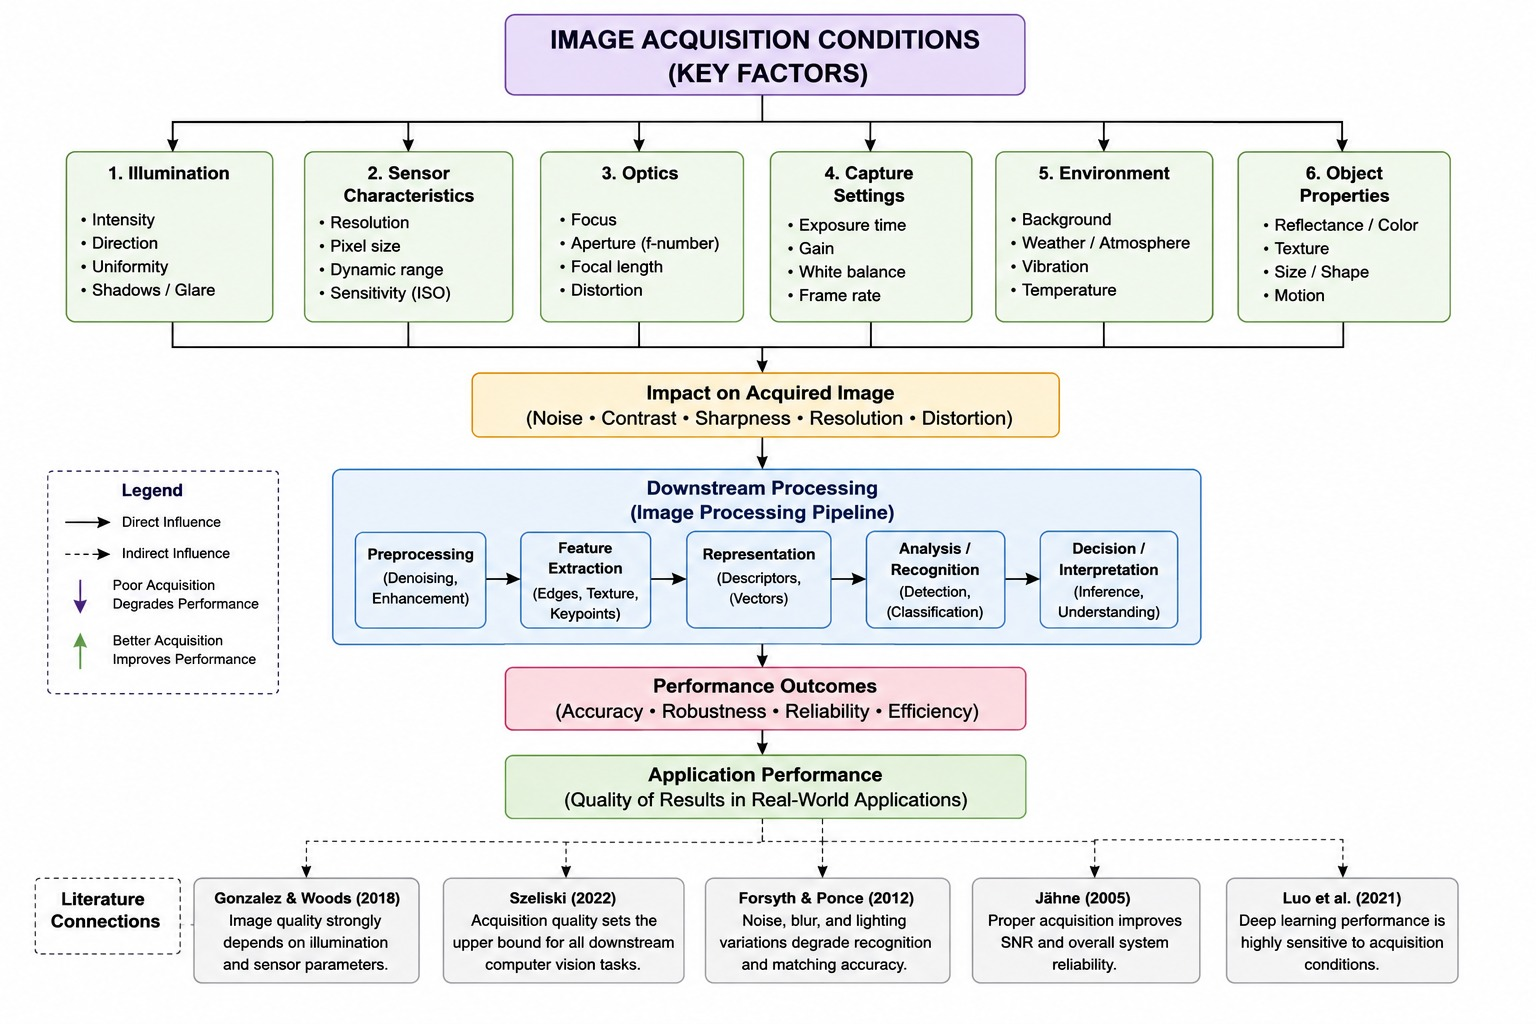 IMAGE ACQUISITION CONDITIONS
(KEY FACTORS)
1. Illumination
• Intensity
• Direction
• Uniformity
• Shadows / Glare
2. Sensor
Characteristics
• Resolution
• Pixel size
• Dynamic range
• Sensitivity (ISO)
3. Optics
• Focus
• Aperture (f-number)
• Focal length
• Distortion
4. Capture
Settings
• Exposure time
• Gain
• White balance
• Frame rate
5. Environment
• Background
• Weather / Atmosphere
• Vibration
• Temperature
6. Object
Properties
• Reflectance / Color
• Texture
• Size / Shape
• Motion
Impact on Acquired Image
(Noise • Contrast • Sharpness • Resolution • Distortion)
Legend
Direct Influence
Indirect Influence
Poor Acquisition
Degrades Performance
Better Acquisition
Improves Performance
Downstream Processing
(Image Processing Pipeline)
Preprocessing
(Denoising,
Enhancement)
Feature
Extraction
(Edges, Texture,
Keypoints)
Representation
(Descriptors,
(Vectors)
Analysis /
Recognition
(Detection,
(Classification)
Decision /
Interpretation
(Inference,
Understanding)
Performance Outcomes
(Accuracy • Robustness • Reliability • Efficiency)
Application Performance
(Quality of Results in Real-World Applications)
Literature
Connections
Gonzalez & Woods (2018)
Image quality strongly
depends on illumination
and sensor parameters.
Szeliski (2022)
Acquisition quality sets the
upper bound for all downstream
computer vision tasks.
Forsyth & Ponce (2012)
Noise, blur, and lighting
variations degrade recognition
and matching accuracy.
Jähne (2005)
Proper acquisition improves
SNR and overall system
reliability.
Luo et al. (2021)
Deep learning performance is
highly sensitive to acquisition
conditions.